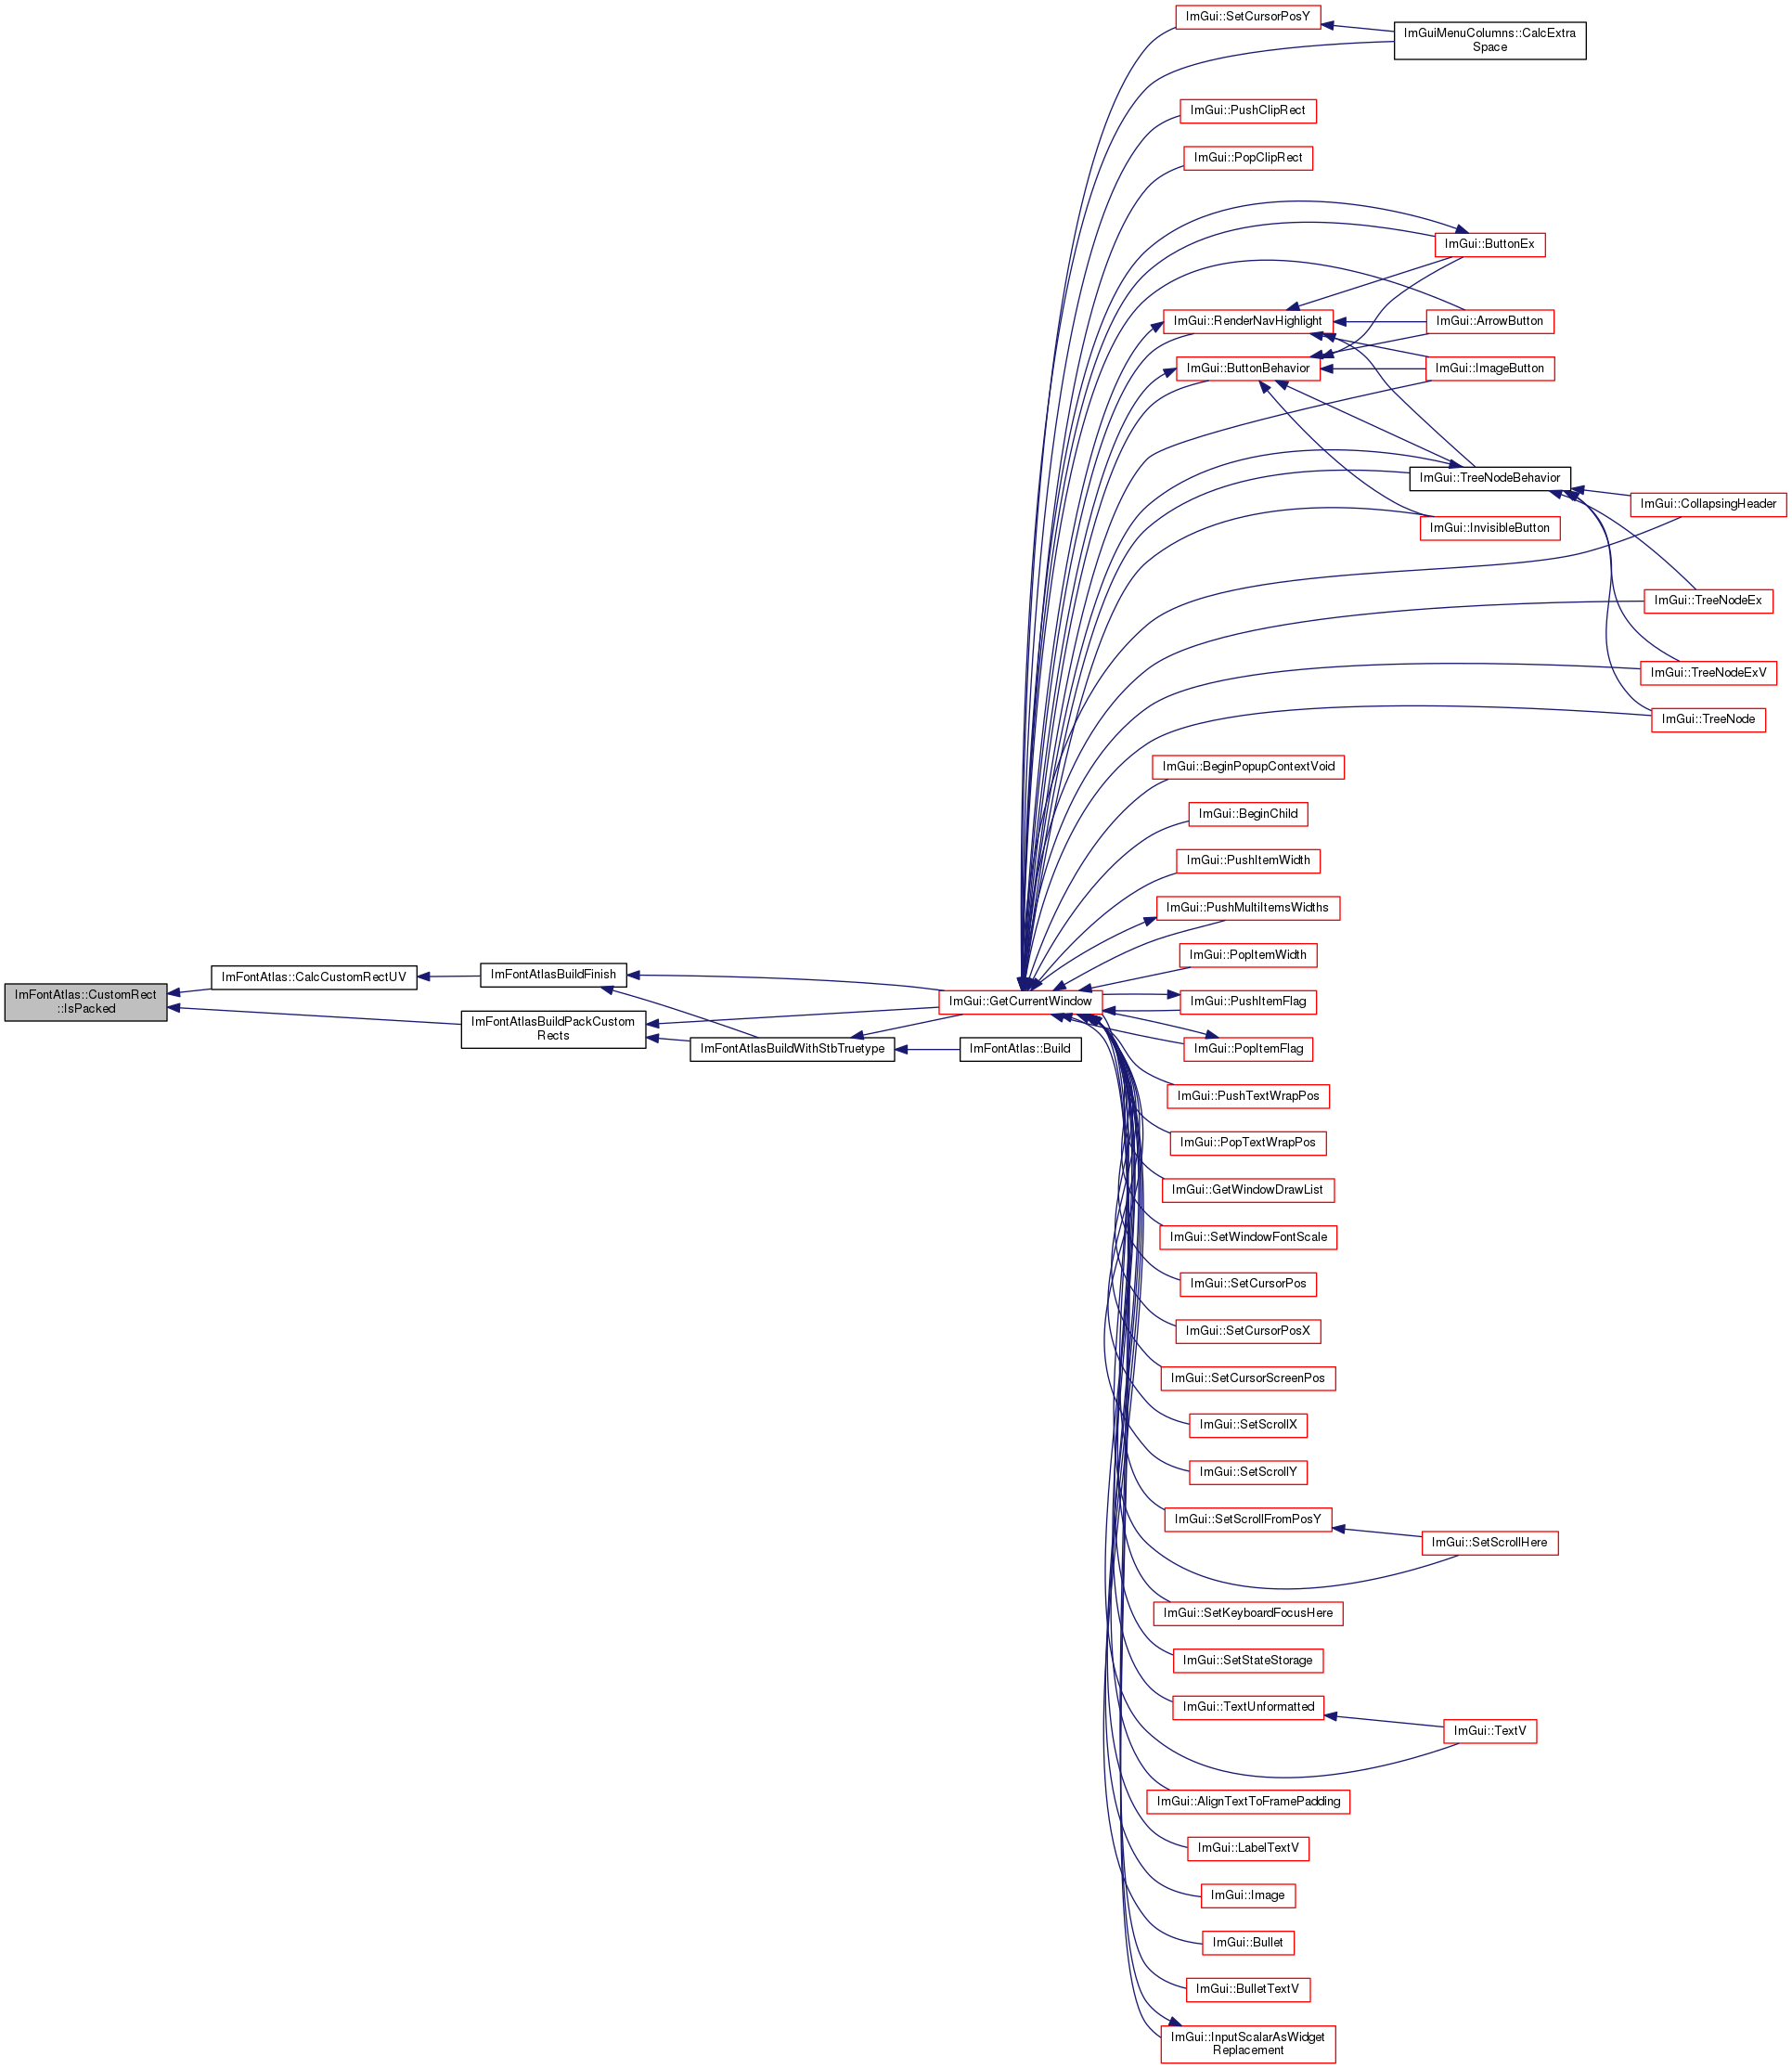 ImGui::SetCursorPosY
ImGuiMenuColumns::CalcExtra
Space
ImGui::PushClipRect
ImGui::PopClipRect
ImGui::ButtonEx
ImGui::RenderNavHighlight
ImGui::ArrowButton
ImGui::ButtonBehavior
ImGui::ImageButton
ImGui::TreeNodeBehavior
ImGui::CollapsingHeader
ImGui::InvisibleButton
ImGui::TreeNodeEx
ImGui::TreeNodeExV
ImGui::TreeNode
ImGui::BeginPopupContextVoid
ImGui::BeginChild
ImGui::PushItemWidth
ImGui::PushMultiItemsWidths
ImGui::PopItemWidth
ImFontAtlas::CustomRect
::IsPacked
ImFontAtlas::CalcCustomRectUV
ImFontAtlasBuildFinish
ImGui::GetCurrentWindow
ImGui::PushItemFlag
ImFontAtlasBuildPackCustom
Rects
ImFontAtlasBuildWithStbTruetype
ImFontAtlas::Build
ImGui::PopItemFlag
ImGui::PushTextWrapPos
ImGui::PopTextWrapPos
ImGui::GetWindowDrawList
ImGui::SetWindowFontScale
ImGui::SetCursorPos
ImGui::SetCursorPosX
ImGui::SetCursorScreenPos
ImGui::SetScrollX
ImGui::SetScrollY
ImGui::SetScrollFromPosY
ImGui::SetScrollHere
ImGui::SetKeyboardFocusHere
ImGui::SetStateStorage
ImGui::TextUnformatted
ImGui::TextV
ImGui::AlignTextToFramePadding
ImGui::LabelTextV
ImGui::Image
ImGui::Bullet
ImGui::BulletTextV
ImGui::InputScalarAsWidget
Replacement